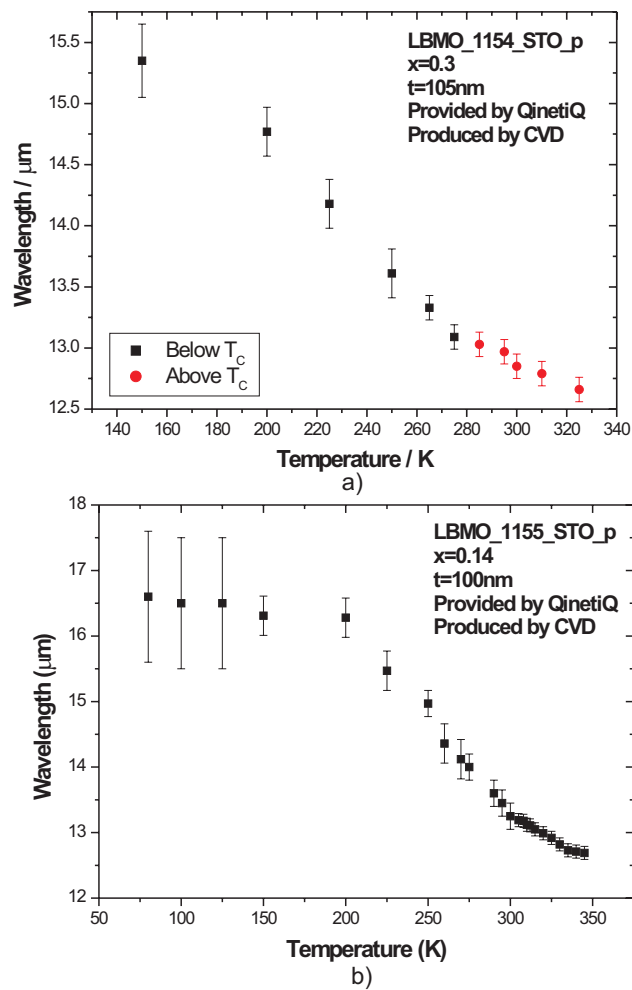 15.5
15.0
14.5
14.0
13.5
13.0
12.5
Wavelength / μm
LBMO_1154_STO_p
x=0.3
t=105nm
Provided by QinetiQ
Produced by CVD
Below T_C
Above T_C
140 160 180 200 220 240 260 280 300 320 340
Temperature / K
a)
18
17
16
15
14
13
12
Wavelength (μm)
LBMO_1155_STO_p
x=0.14
t=100nm
Provided by QinetiQ
Produced by CVD
50 100 150 200 250 300 350
Temperature (K)
b)